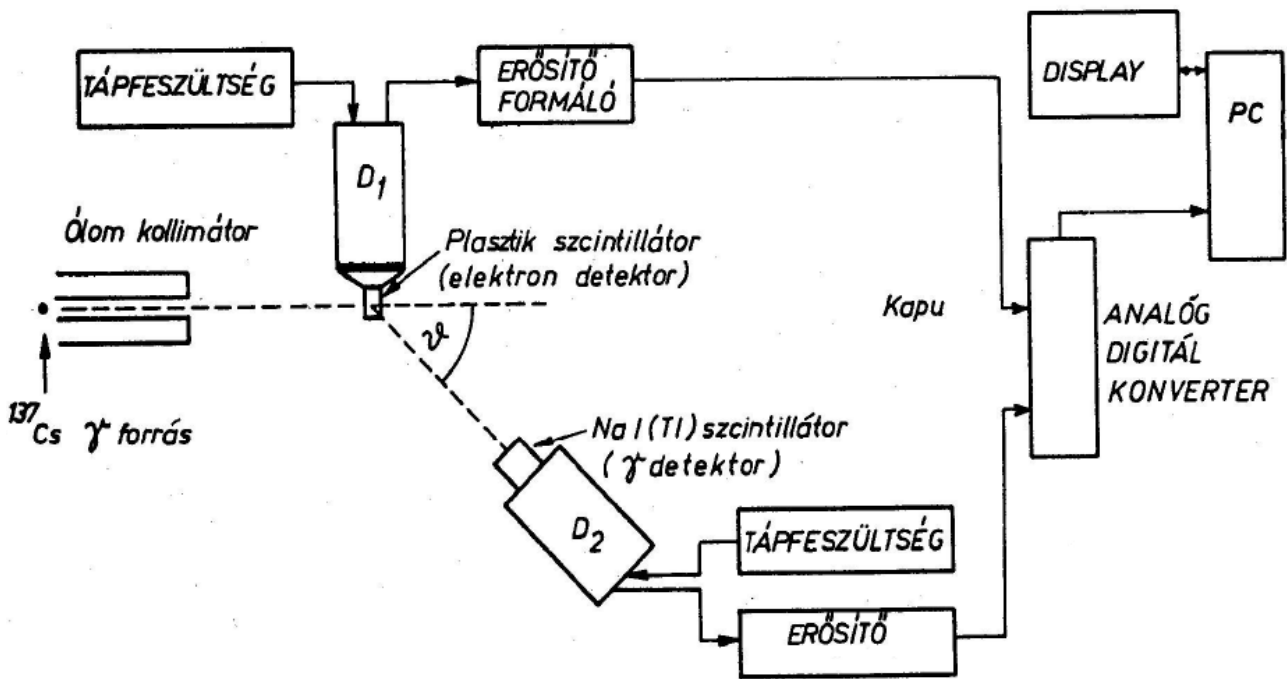 TÁPFESZÜLTSÉG
ERŐSÍTŐ
FORMÁLÓ
DISPLAY
PC
D1
Ólom kollimátor
Plasztik szcintillátor
(elektron detektor)
ϑ
Kapu
ANALÓG
DIGITÁL
KONVERTER
137Cs γ forrás
Na I (Tl) szcintillátor
(γ detektor)
D2
TÁPFESZÜLTSÉG
ERŐSÍTŐ